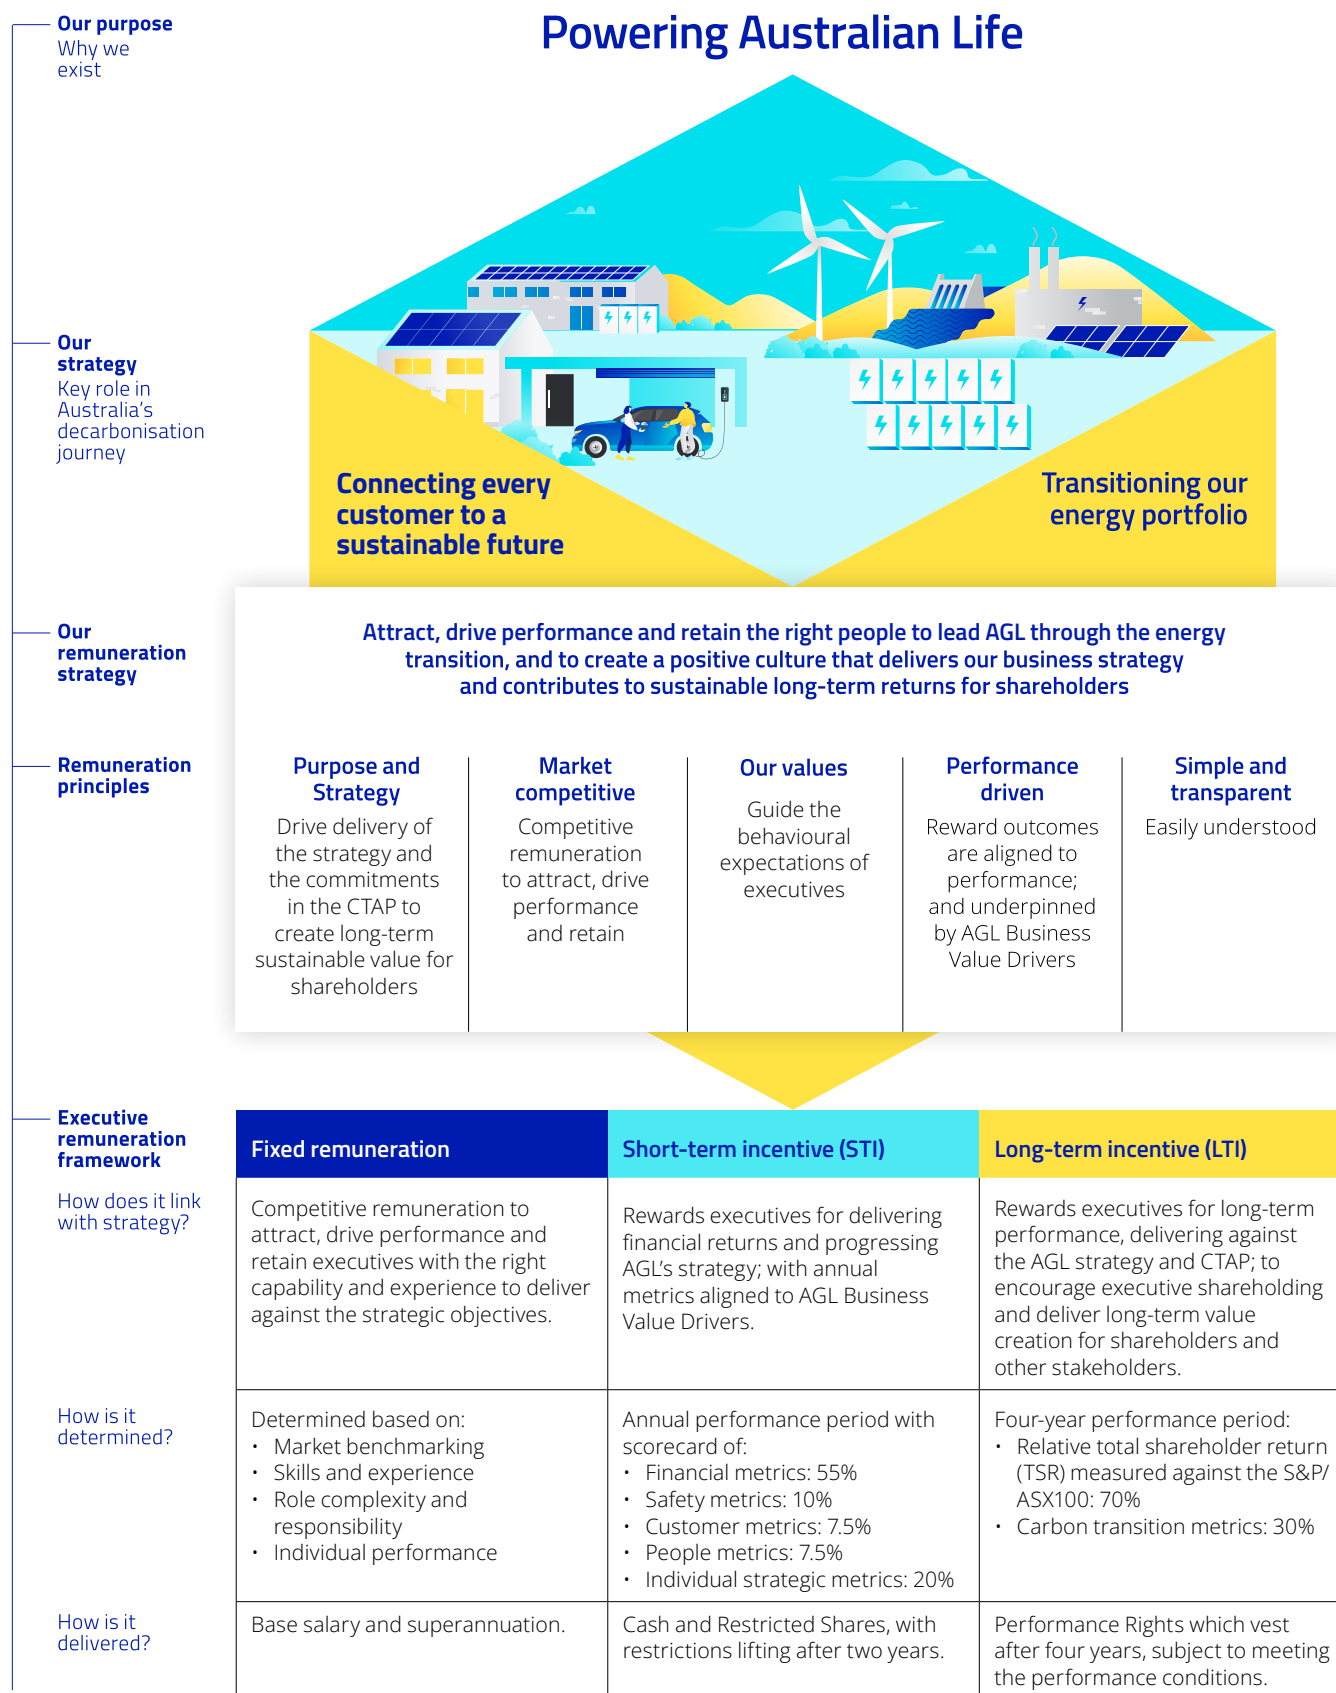 Our purpose
Why we
exist
Powering Australian Life
Our
strategy
Key role in
Australia's
decarbonisation
journey
Connecting every
customer to a
sustainable future
Transitioning our
energy portfolio
Our
remuneration
strategy
Attract, drive performance and retain the right people to lead AGL through the energy
transition, and to create a positive culture that delivers our business strategy
and contributes to sustainable long-term returns for shareholders
Remuneration
principles
Purpose and
Strategy
Drive delivery of
the strategy and
the commitments
in the CTAP to
create long-term
sustainable value for
shareholders
Market
competitive
Competitive
remuneration
to attract, drive
performance
and retain
Our values
Guide the
behavioural
expectations of
executives
Performance
driven
Reward outcomes
are aligned to
performance;
and underpinned
by AGL Business
Value Drivers
Simple and
transparent
Easily understood
Executive
remuneration
framework
Fixed remuneration
Short-term incentive (STI)
Long-term incentive (LTI)
How does it link
with strategy?
Competitive remuneration to
attract, drive performance and
retain executives with the right
capability and experience to deliver
against the strategic objectives.
Rewards executives for delivering
financial returns and progressing
AGL's strategy; with annual
metrics aligned to AGL Business
Value Drivers.
Rewards executives for long-term
performance, delivering against
the AGL strategy and CTAP; to
encourage executive shareholding
and deliver long-term value
creation for shareholders and
other stakeholders.
How is it
determined?
Determined based on:
• Market benchmarking
• Skills and experience
• Role complexity and
responsibility
• Individual performance
Annual performance period with
scorecard of:
• Financial metrics: 55%
• Safety metrics: 10%
• Customer metrics: 7.5%
• People metrics: 7.5%
• Individual strategic metrics: 20%
Four-year performance period:
• Relative total shareholder return
(TSR) measured against the S&P/
ASX100: 70%
• Carbon transition metrics: 30%
How is it
delivered?
Base salary and superannuation.
Cash and Restricted Shares, with
restrictions lifting after two years.
Performance Rights which vest
after four years, subject to meeting
the performance conditions.